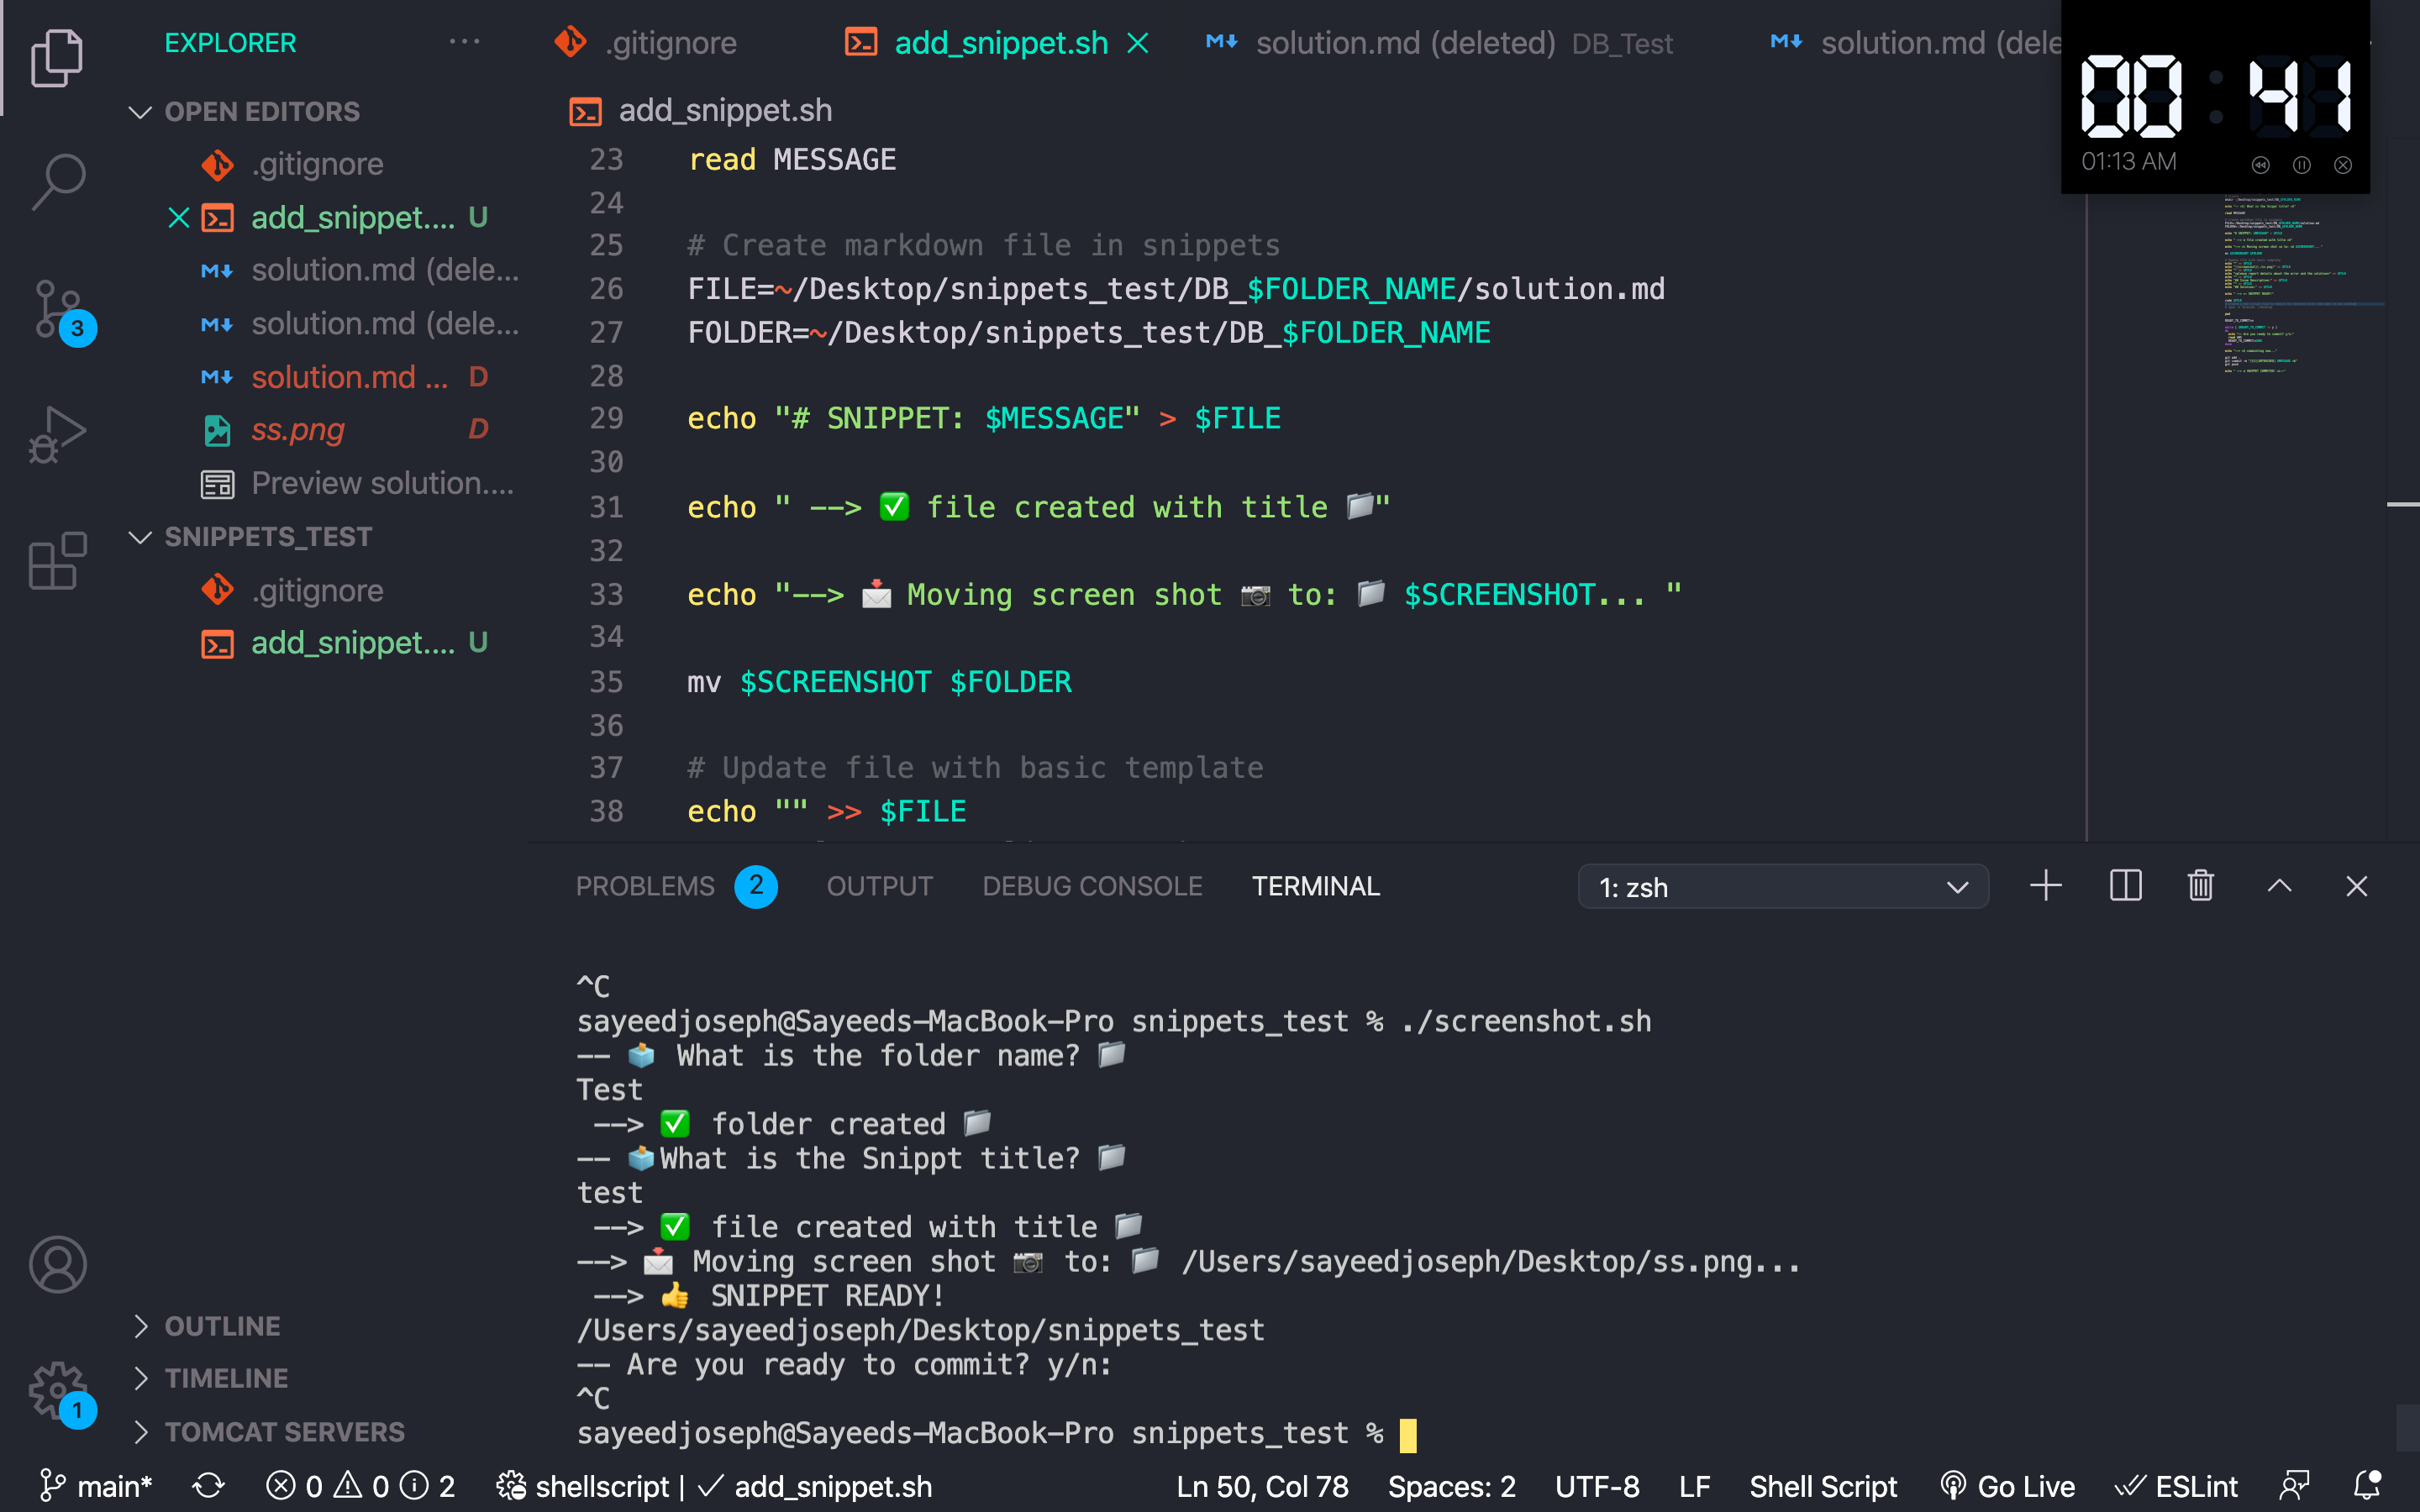 EXPLORER
.gitignore
add_snippet.sh
solution.md (deleted) DB_Test
solution.md (dele
00:41
01:13 AM
OPEN EDITORS
.gitignore
add_snippet.... U
solution.md (dele...
solution.md (dele...
solution.md ... D
ss.png D
Preview solution....
SNIPPETS_TEST
.gitignore
add_snippet.... U
OUTLINE
TIMELINE
TOMCAT SERVERS
3
1
add_snippet.sh
23 read MESSAGE
24
25 # Create markdown file in snippets
26 FILE=~/Desktop/snippets_test/DB_$FOLDER_NAME/solution.md
27 FOLDER=~/Desktop/snippets_test/DB_$FOLDER_NAME
28
29 echo "# SNIPPET: $MESSAGE" > $FILE
30
31 echo " --> ✅ file created with title 📁"
32
33 echo "--> 📩 Moving screen shot 📷 to: 📁 $SCREENSHOT... "
34
35 mv $SCREENSHOT $FOLDER
36
37 # Update file with basic template
38 echo "" >> $FILE
PROBLEMS 2 OUTPUT DEBUG CONSOLE TERMINAL 1: zsh
^C
sayeedjoseph@Sayeeds-MacBook-Pro snippets_test % ./screenshot.sh
-- 🗳 What is the folder name? 📁
Test
--> ✅ folder created 📁
-- 🗳What is the Snippt title? 📁
test
--> ✅ file created with title 📁
--> 📩 Moving screen shot 📷 to: 📁 /Users/sayeedjoseph/Desktop/ss.png...
--> 👍 SNIPPET READY!
/Users/sayeedjoseph/Desktop/snippets_test
-- Are you ready to commit? y/n:
^C
sayeedjoseph@Sayeeds-MacBook-Pro snippets_test %
main* 0 0 2 shellscript | ✓ add_snippet.sh Ln 50, Col 78 Spaces: 2 UTF-8 LF Shell Script Go Live ESLint